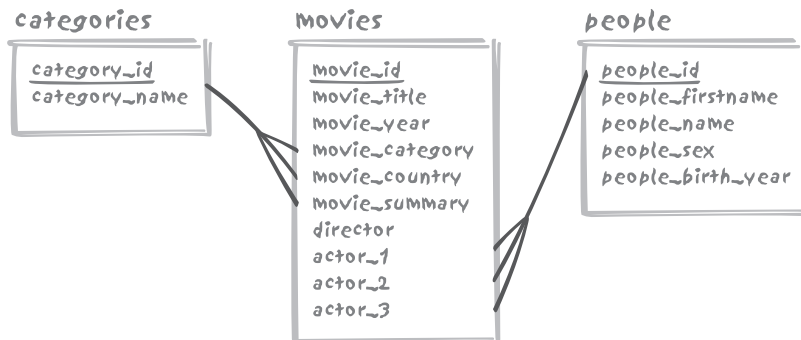 categories
category_id
category_name
movies
movie_id
movie_title
movie_year
movie_category
movie_country
movie_summary
director
actor_1
actor_2
actor_3
people
people_id
people_firstname
people_name
people_sex
people_birth_year